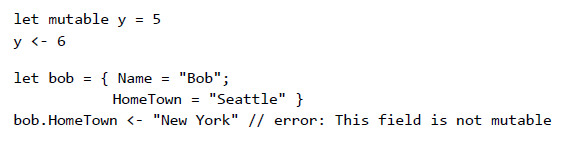 let mutable y = 5
y <- 6
let bob = { Name = "Bob";
HomeTown = "Seattle" }
bob.HomeTown <- "New York" // error: This field is not mutable